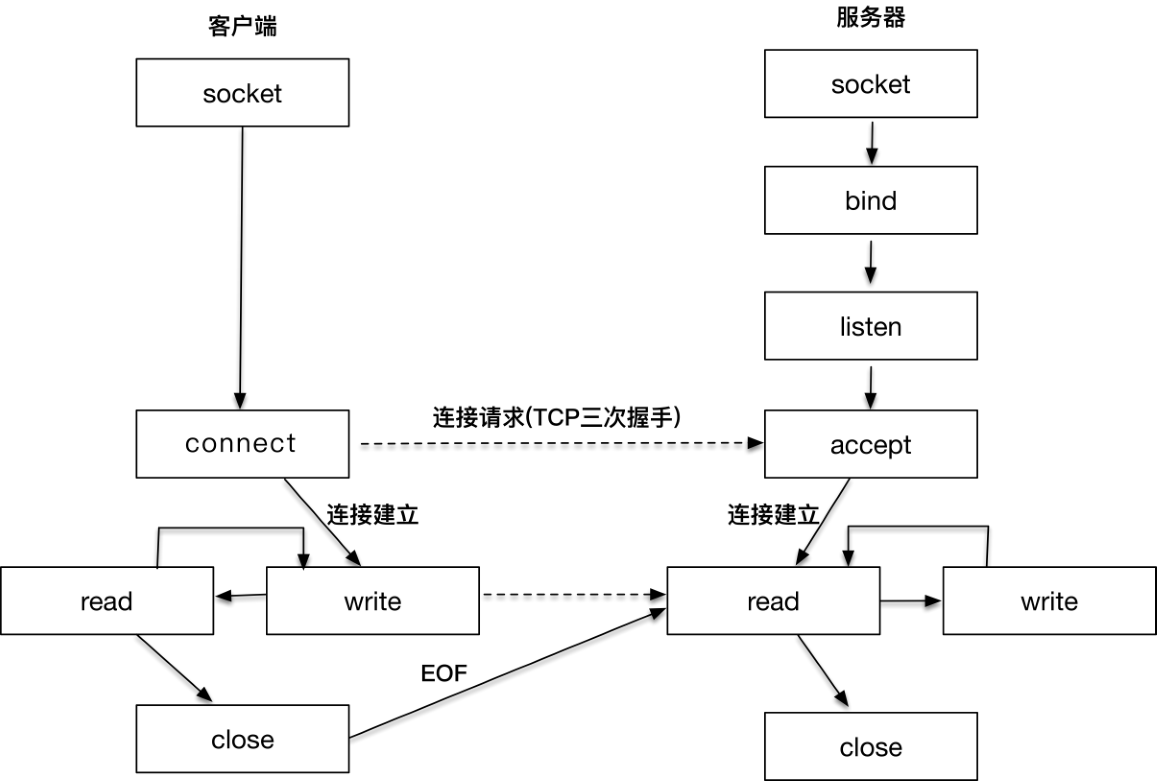 客户端
服务器
socket
socket
bind
listen
connect
连接请求(TCP三次握手)
accept
连接建立
连接建立
read
write
read
write
EOF
close
close